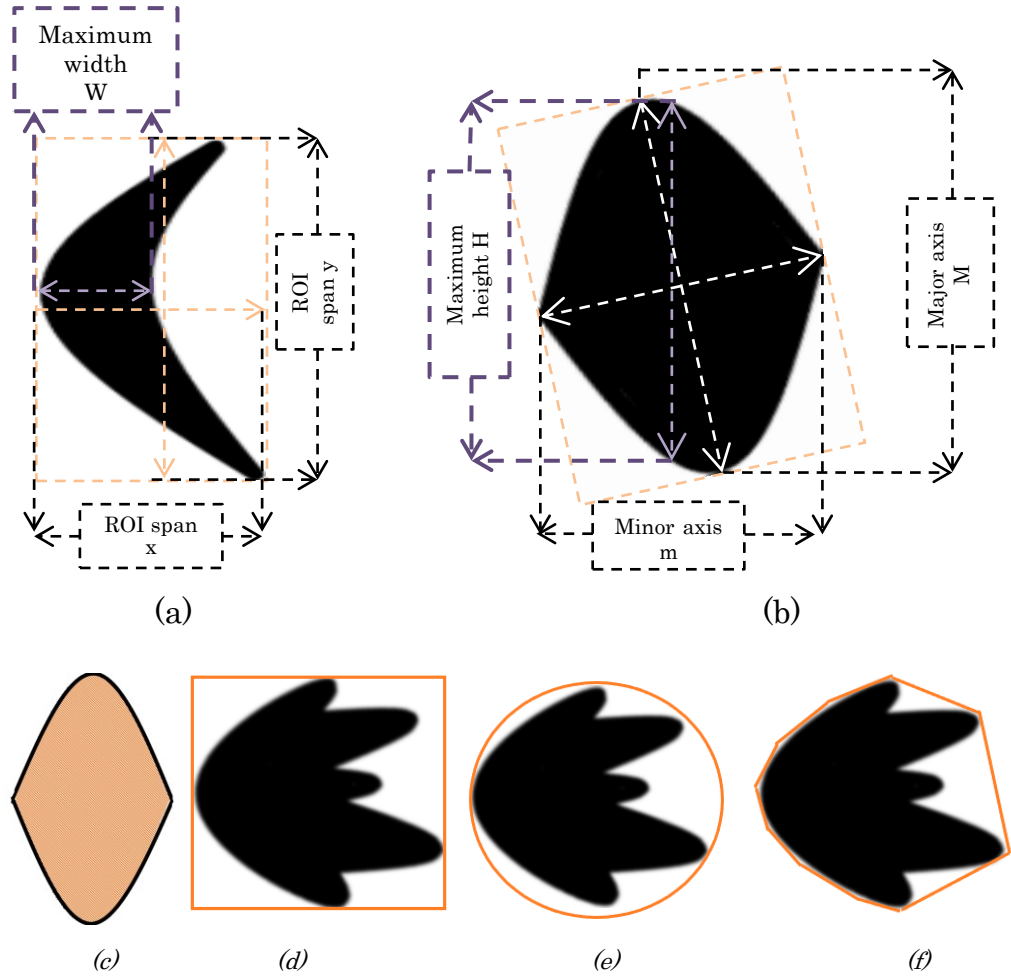 Maximum
width
W
ROI
span y
ROI span
x
(a)
Maximum
height H
Major axis
M
Minor axis
m
(b)
(c)
(d)
(e)
(f)